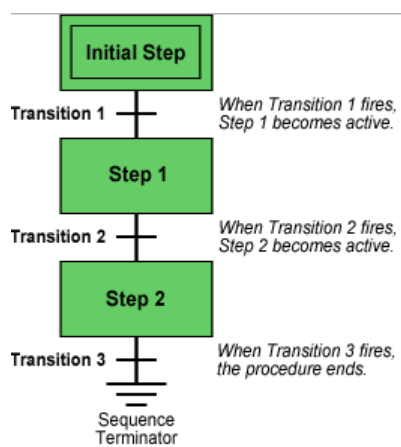 Initial Step
Transition 1
When Transition 1 fires,
Step 1 becomes active.
Step 1
Transition 2
When Transition 2 fires,
Step 2 becomes active.
Step 2
Transition 3
When Transition 3 fires,
the procedure ends.
Sequence
Terminator